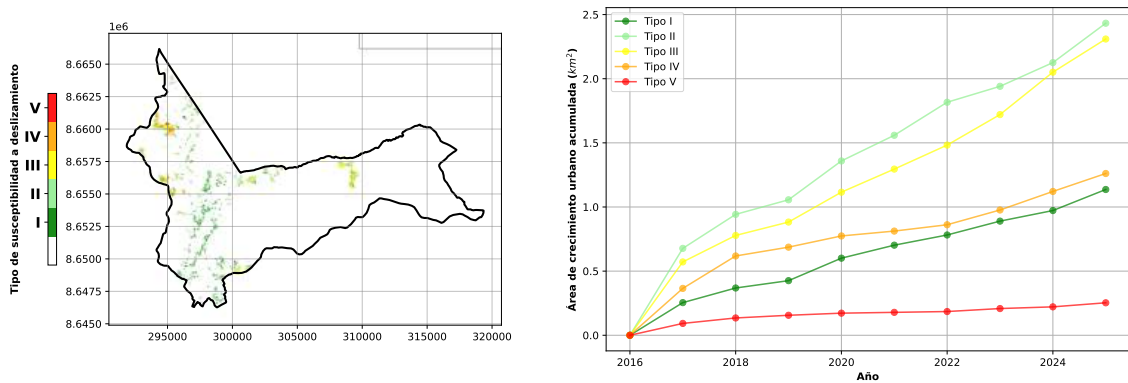 1e6
Tipo de susceptibilidad a deslizamiento
V
IV
III
II
I
8.6650
8.6625
8.6600
8.6575
8.6550
8.6525
8.6500
8.6475
8.6450
295000 300000 305000 310000 315000 320000
Tipo I
Tipo II
Tipo III
Tipo IV
Tipo V
Área de crecimiento urbano acumulada (km²)
2.5
2.0
1.5
1.0
0.5
0.0
2016 2018 2020 2022 2024
Año